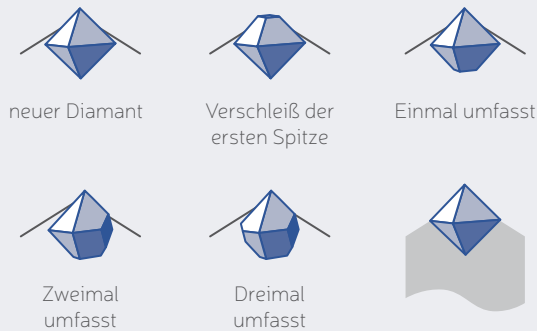 neuer Diamant
Verschleiß der
ersten Spitze
Einmal umfasst
Zweimal
umfasst
Dreimal
umfasst